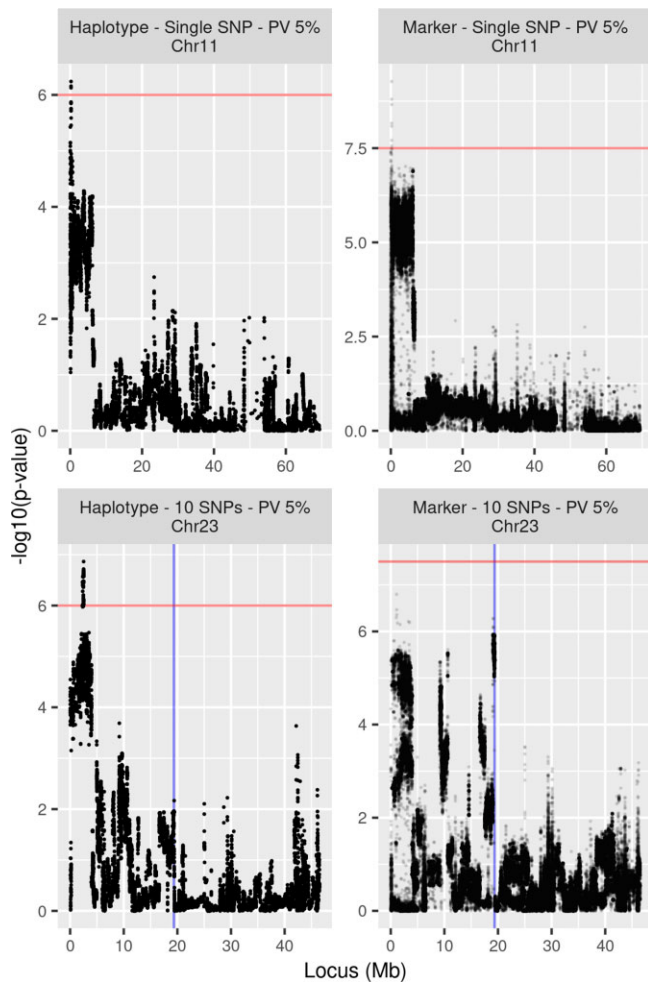 Haplotype - Single SNP - PV 5%
Chr11
Marker - Single SNP - PV 5%
Chr11
6
4
2
0
7.5
5.0
2.5
0.0
0 20 40 60
0 20 40 60
-log10(p-value)
Haplotype - 10 SNPs - PV 5%
Chr23
Marker - 10 SNPs - PV 5%
Chr23
6
4
2
0
6
4
2
0
0 10 20 30 40
0 10 20 30 40
Locus (Mb)